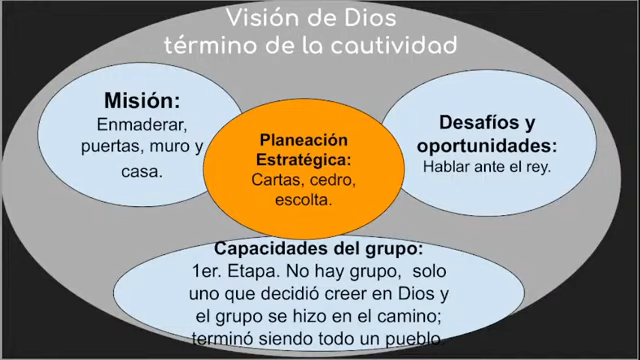 Visión de Dios
término de la cautividad
Misión:
Enmaderar,
puertas, muro y
casa.
Planeación
Estratégica:
Cartas, cedro,
escolta.
Desafíos y
oportunidades:
Hablar ante el rey.
Capacidades del grupo:
1er. Etapa. No hay grupo, solo
uno que decidió creer en Dios y
el grupo se hizo en el camino;
terminó siendo todo un pueblo.